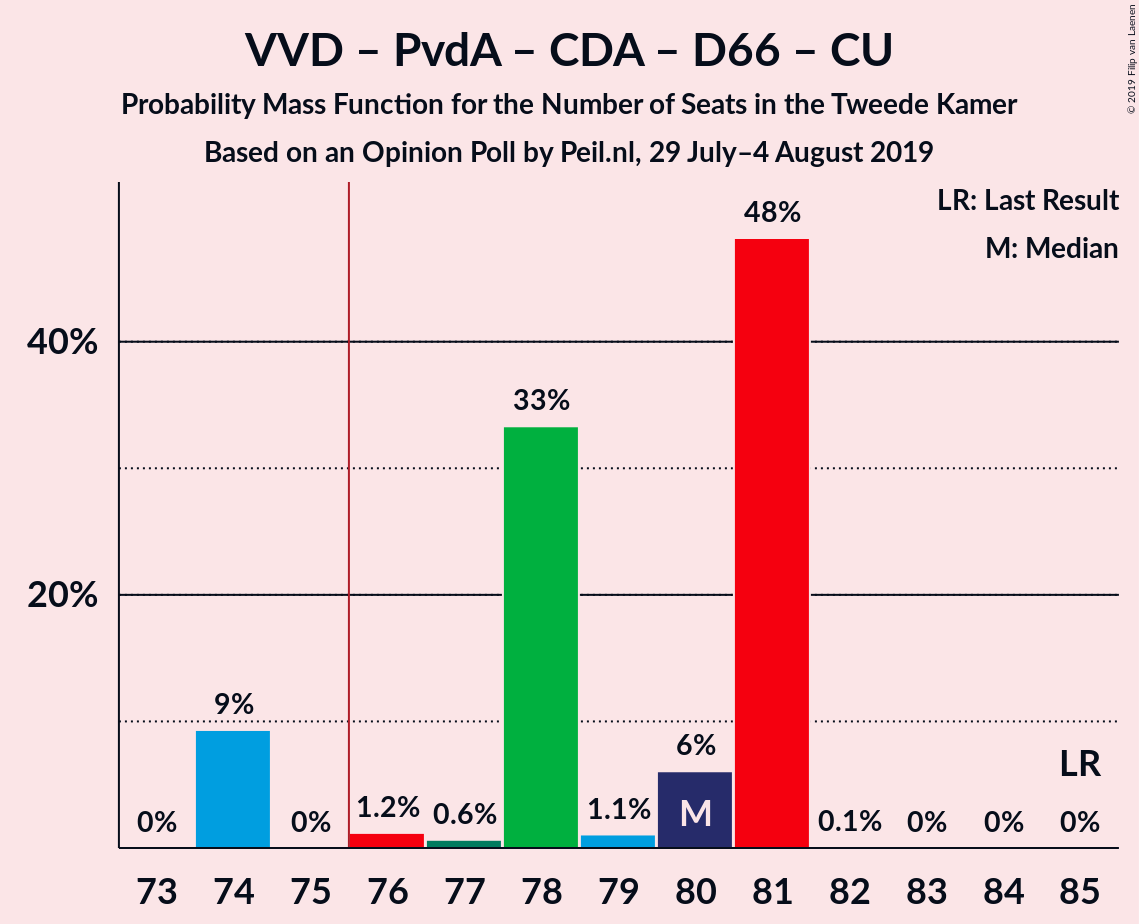 VVD – PvdA – CDA – D66 – CU
Probability Mass Function for the Number of Seats in the Tweede Kamer
Based on an Opinion Poll by Peil.nl, 29 July–4 August 2019
© 2019 Filip van Laenen
LR: Last Result
M: Median
40%
20%
0%
9%
0%
1.2%
0.6%
33%
1.1%
6%
48%
0.1%
0%
0%
0%
M
LR
73 74 75 76 77 78 79 80 81 82 83 84 85